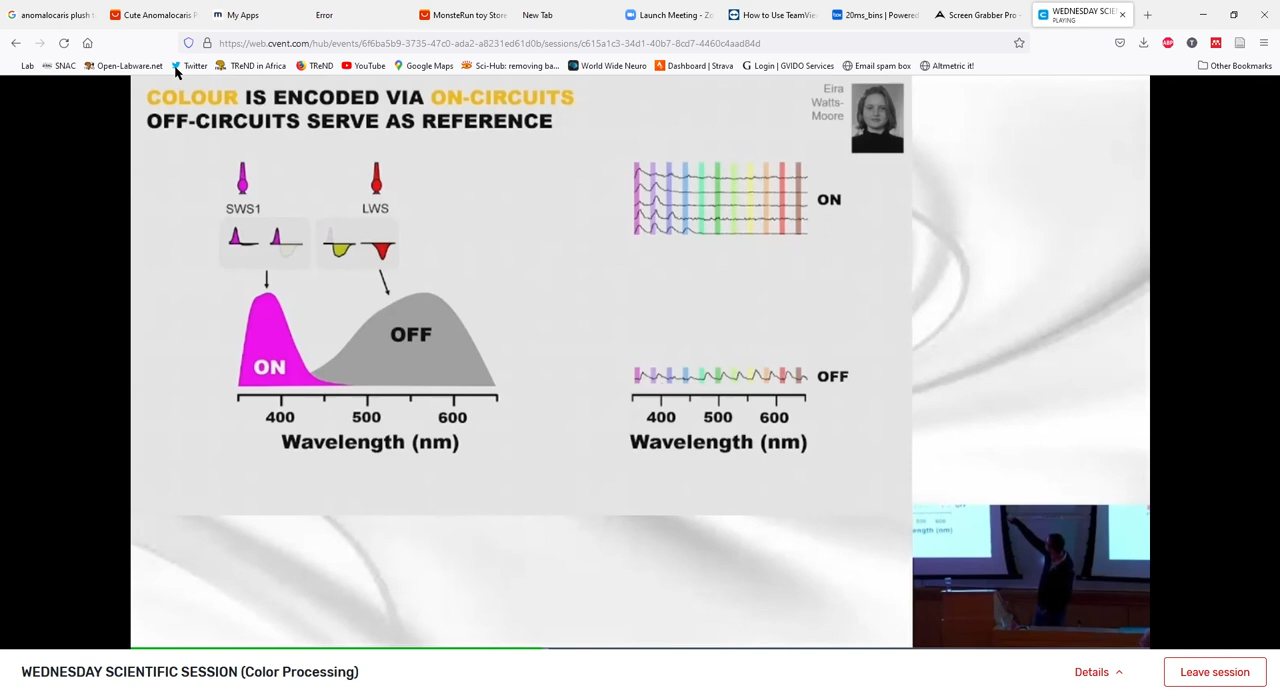 anomalocaris plush t
Cute Anomalocaris P
My Apps
Error
MonsteRun toy Store
New Tab
Launch Meeting - Zo
How to Use TeamVie
20ms_bins | Powered
Screen Grabber Pro -
WEDNESDAY SCIEN
PLAYING
https://web.cvent.com/hub/events/6f6ba5b9-3735-47c0-ada2-a8231ed61d0b/sessions/c615a1c3-34d1-40b7-8cd7-4460c4aad84d
Lab
SNAC
Open-Labware.net
Twitter
TReND in Africa
TReND
YouTube
Google Maps
Sci-Hub: removing ba...
World Wide Neuro
Dashboard | Strava
Login | GVIDO Services
Email spam box
Altmetric it!
Other Bookmarks
COLOUR IS ENCODED VIA ON-CIRCUITS
OFF-CIRCUITS SERVE AS REFERENCE
Eira
Watts-
Moore
SWS1
LWS
ON
OFF
400 500 600
Wavelength (nm)
ON
OFF
400 500 600
Wavelength (nm)
length (nm)
WEDNESDAY SCIENTIFIC SESSION (Color Processing)
Details
Leave session